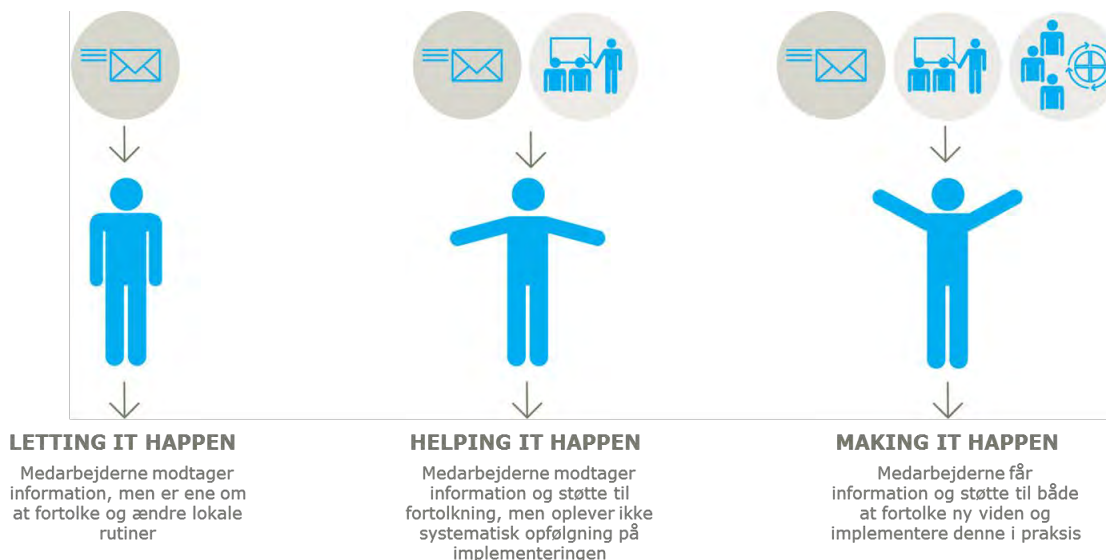 LETTING IT HAPPEN
Medarbejderne modtager
information, men er ene om
at fortolke og ændre lokale
rutiner
HELPING IT HAPPEN
Medarbejderne modtager
information og støtte til
fortolkning, men oplever ikke
systematisk opfølgning på
implementeringen
MAKING IT HAPPEN
Medarbejderne får
information og støtte til både
at fortolke ny viden og
implementere denne i praksis